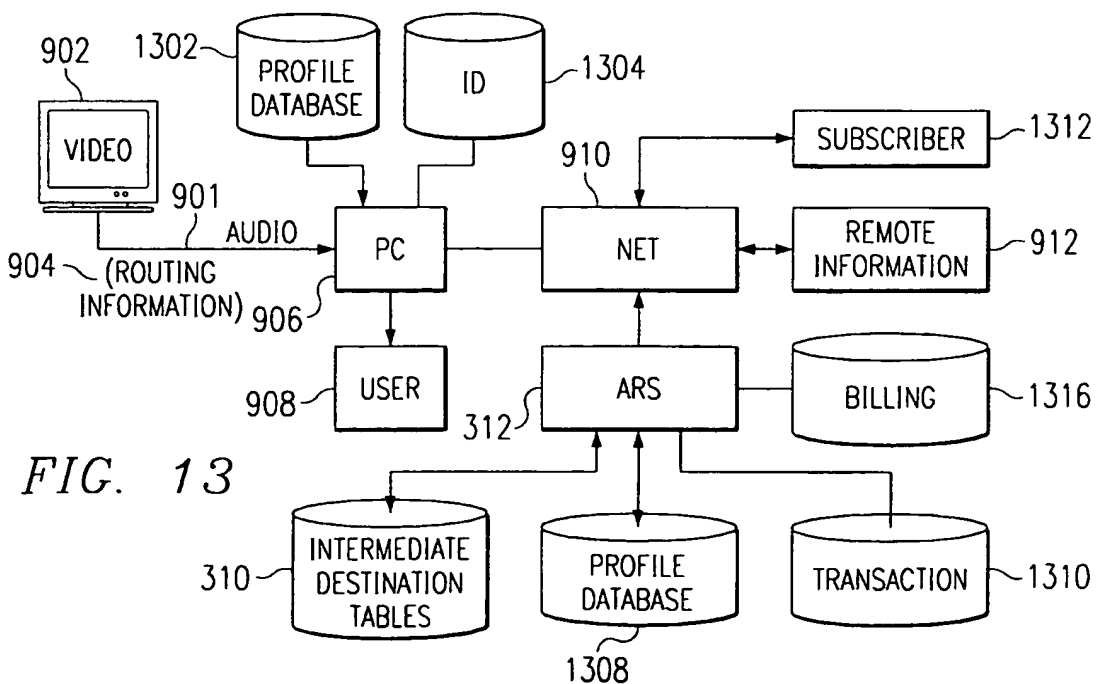 1302
PROFILE
DATABASE
ID
1304
902
VIDEO
901
AUDIO
904
(ROUTING
INFORMATION)
PC
906
910
NET
SUBSCRIBER
1312
REMOTE
INFORMATION
912
USER
908
ARS
312
BILLING
1316
FIG. 13
INTERMEDIATE
DESTINATION
TABLES
310
PROFILE
DATABASE
1308
TRANSACTION
1310